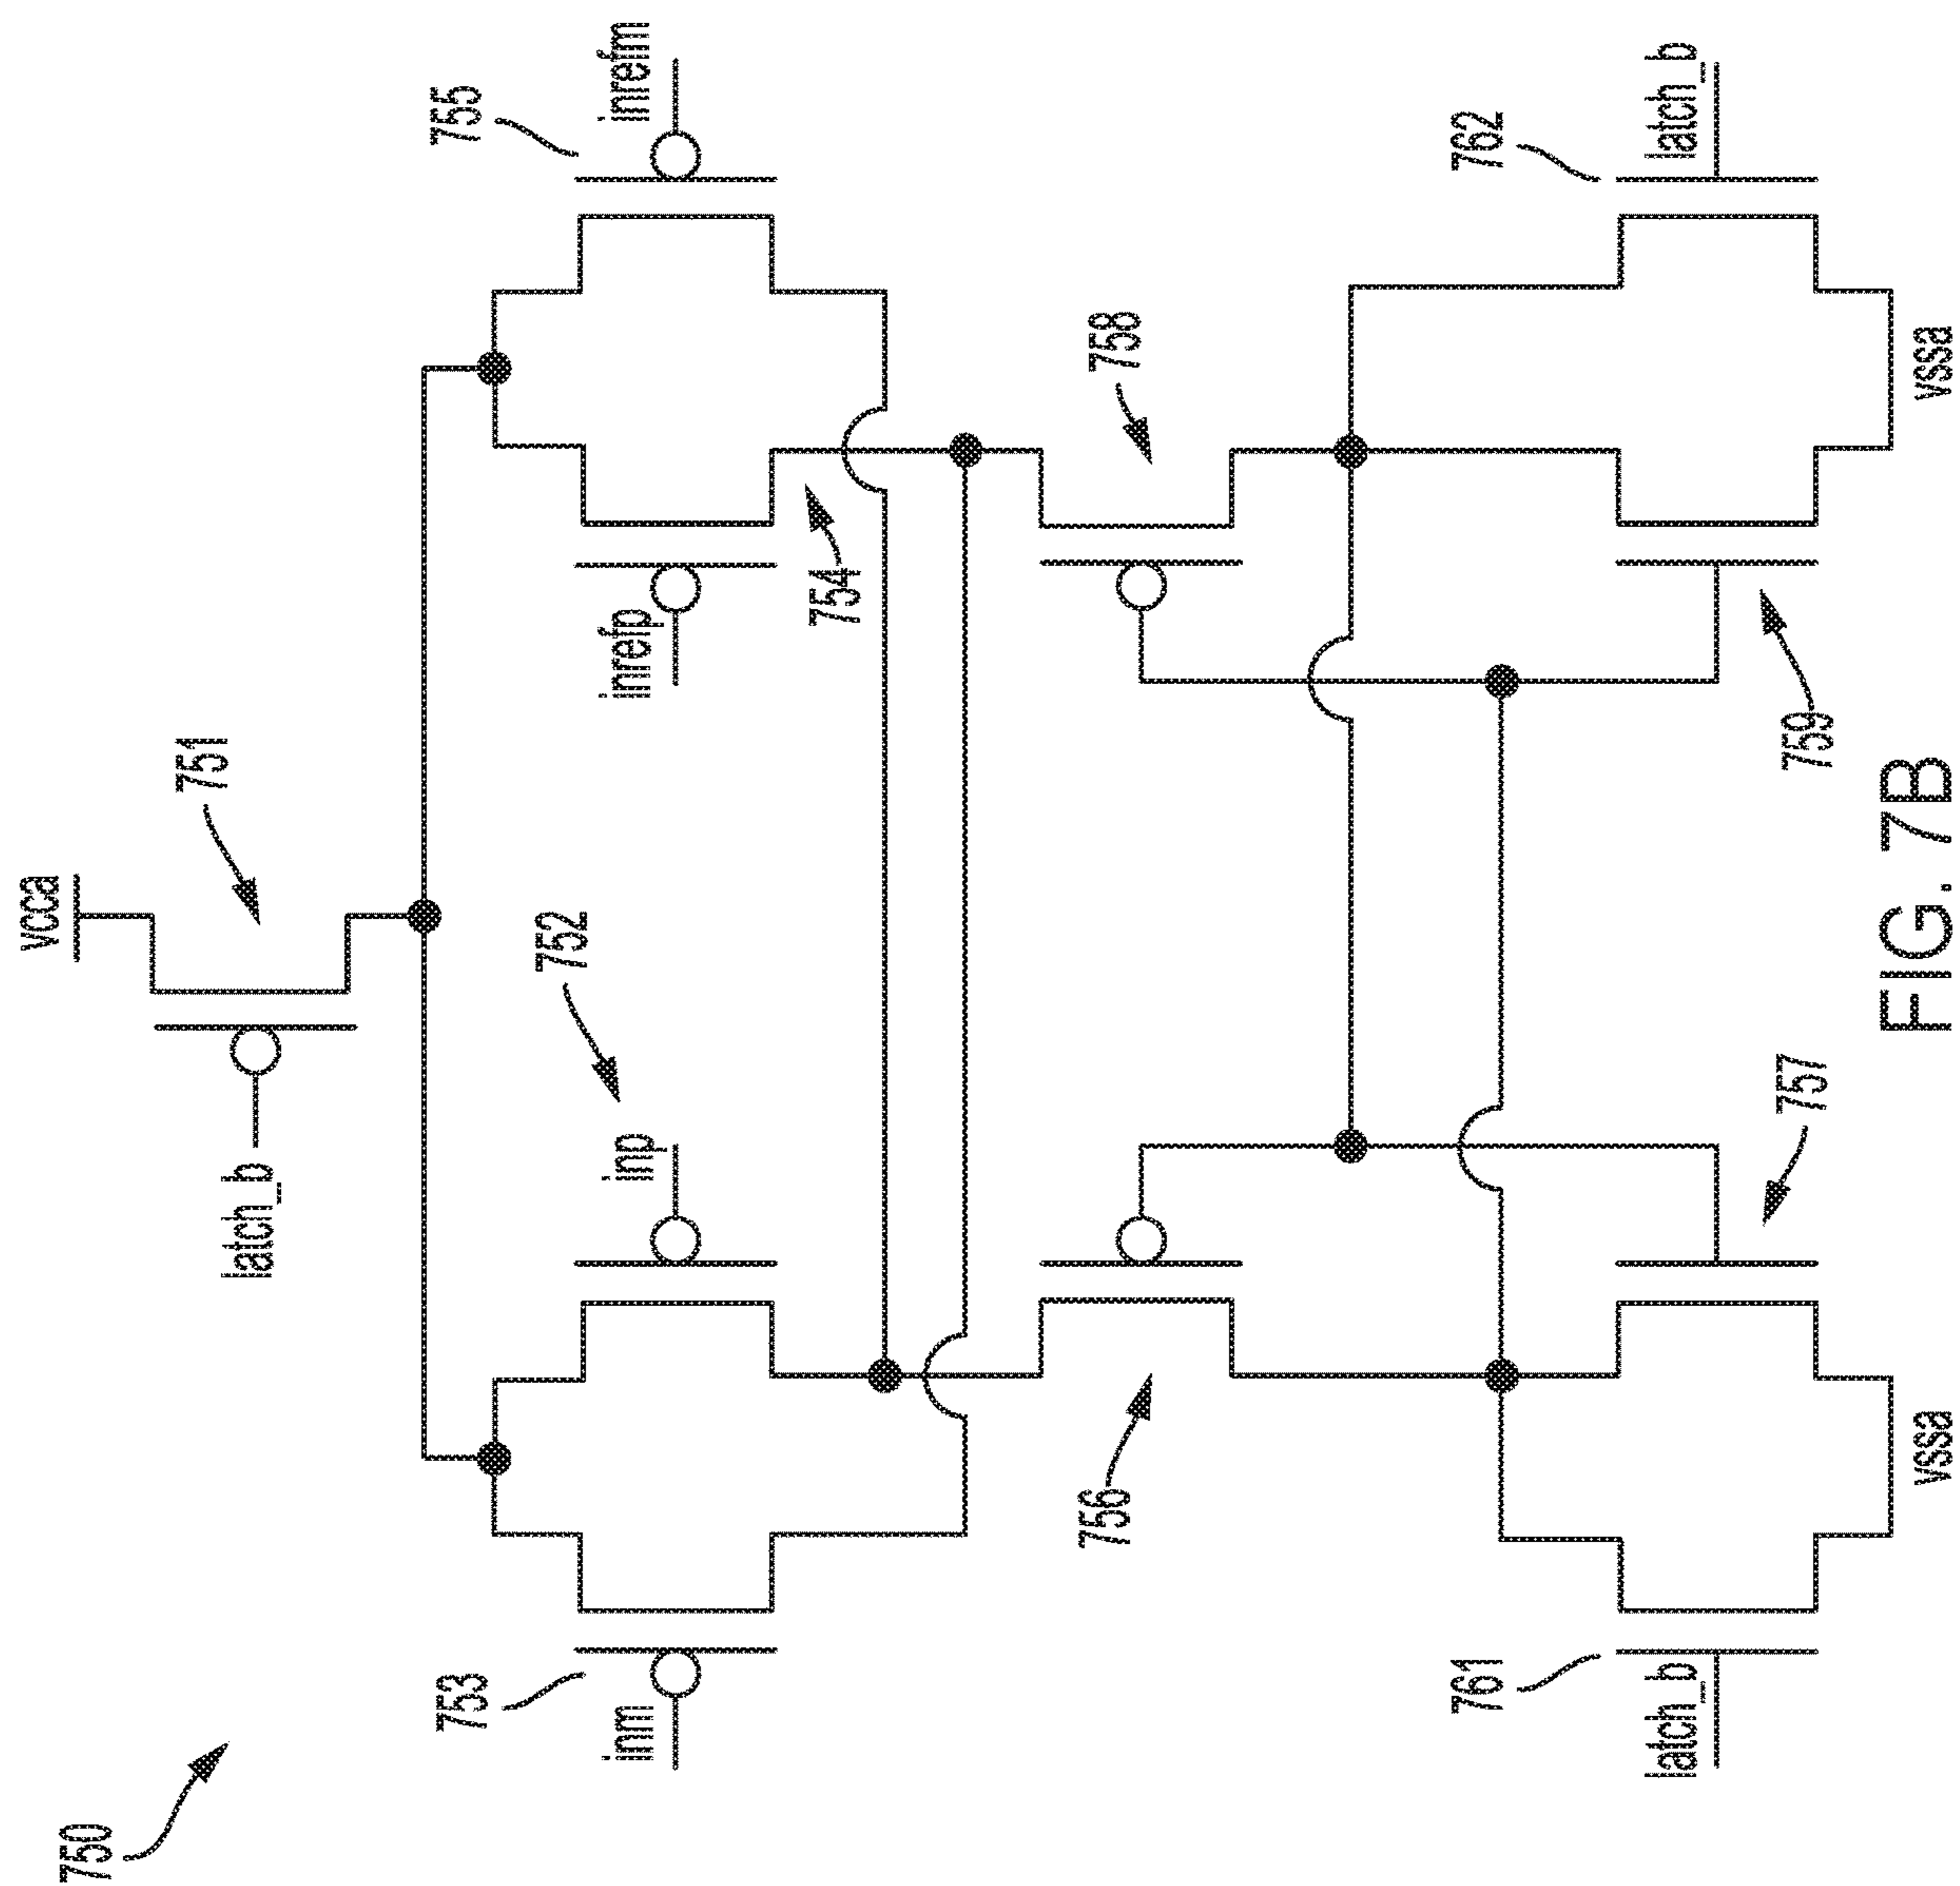 750
vcca
751
latch_b
753
inm
752
inp
755
inrefm
inrefp
754
756
758
761
latch_b
757
759
762
latch_b
vssa
vssa
FIG. 7B